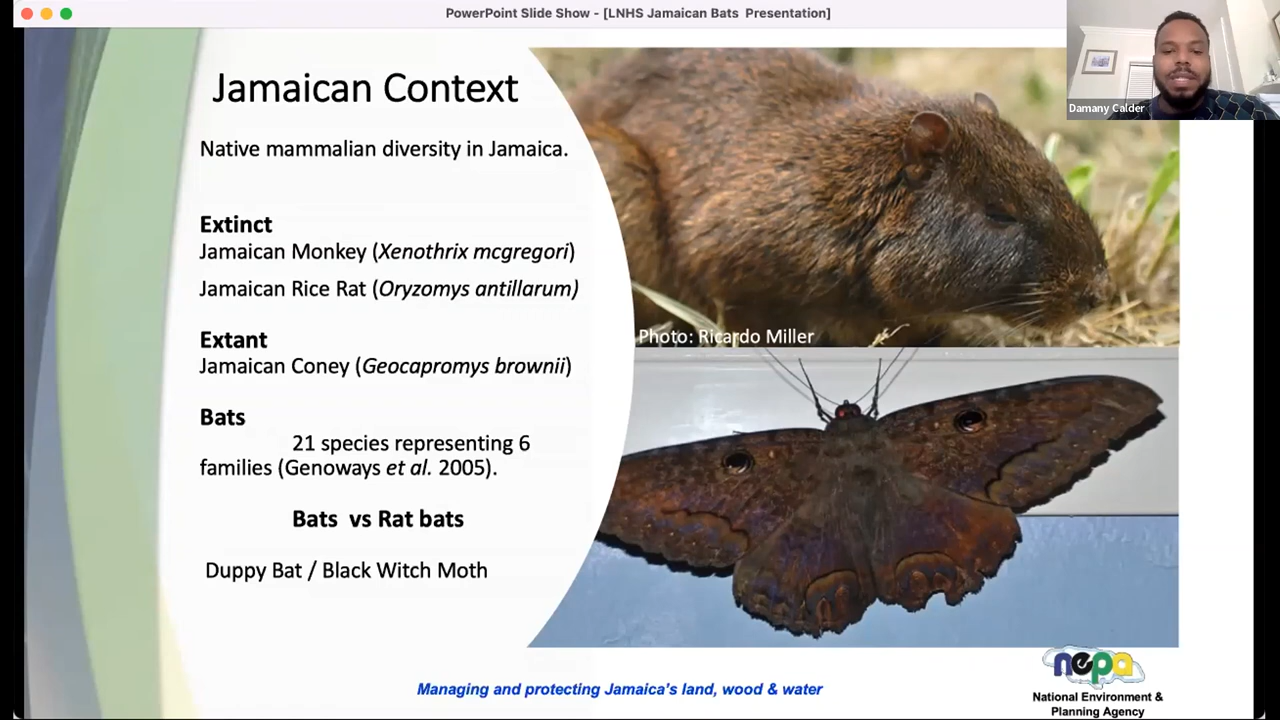 PowerPoint Slide Show - [LNHS Jamaican Bats  Presentation]
Damany Calder
Jamaican Context
Native mammalian diversity in Jamaica.
Extinct
Jamaican Monkey (Xenothrix mcgregori)
Jamaican Rice Rat (Oryzomys antillarum)
Extant
Jamaican Coney (Geocapromys brownii)
Bats
21 species representing 6
families (Genoways et al. 2005).
Bats  vs Rat bats
Duppy Bat / Black Witch Moth
Photo: Ricardo Miller
Managing and protecting Jamaica's land, wood & water
nepa
National Environment &
Planning Agency